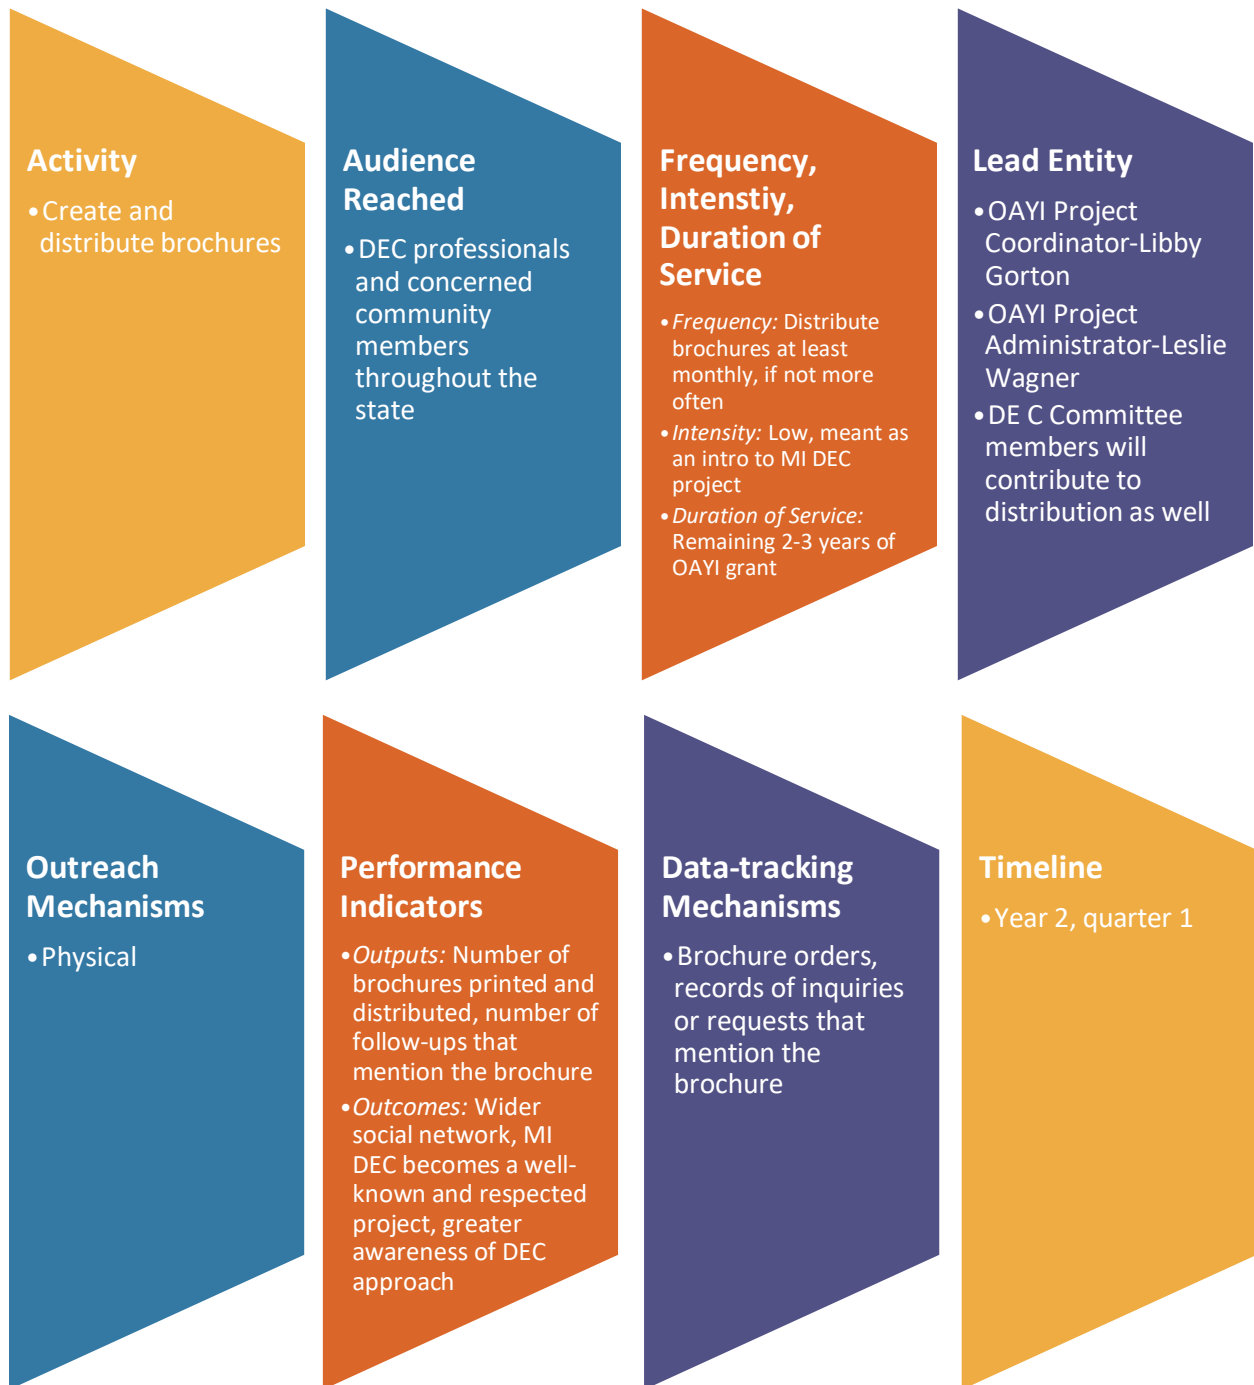 Activity
•Create and
distribute brochures
Audience
Reached
•DEC professionals
and concerned
community
members
throughout the
state
Frequency,
Intenstiy,
Duration of
Service
•Frequency: Distribute
brochures at least
monthly, if not more
often
•Intensity: Low, meant as
an intro to MI DEC
project
•Duration of Service:
Remaining 2-3 years of
OAYI grant
Lead Entity
•OAYI Project
Coordinator-Libby
Gorton
•OAYI Project
Administrator-Leslie
Wagner
•DE C Committee
members will
contribute to
distribution as well
Outreach
Mechanisms
•Physical
Performance
Indicators
•Outputs: Number of
brochures printed and
distributed, number of
follow-ups that
mention the brochure
•Outcomes: Wider
social network, MI
DEC becomes a well-
known and respected
project, greater
awareness of DEC
approach
Data-tracking
Mechanisms
•Brochure orders,
records of inquiries
or requests that
mention the
brochure
Timeline
•Year 2, quarter 1